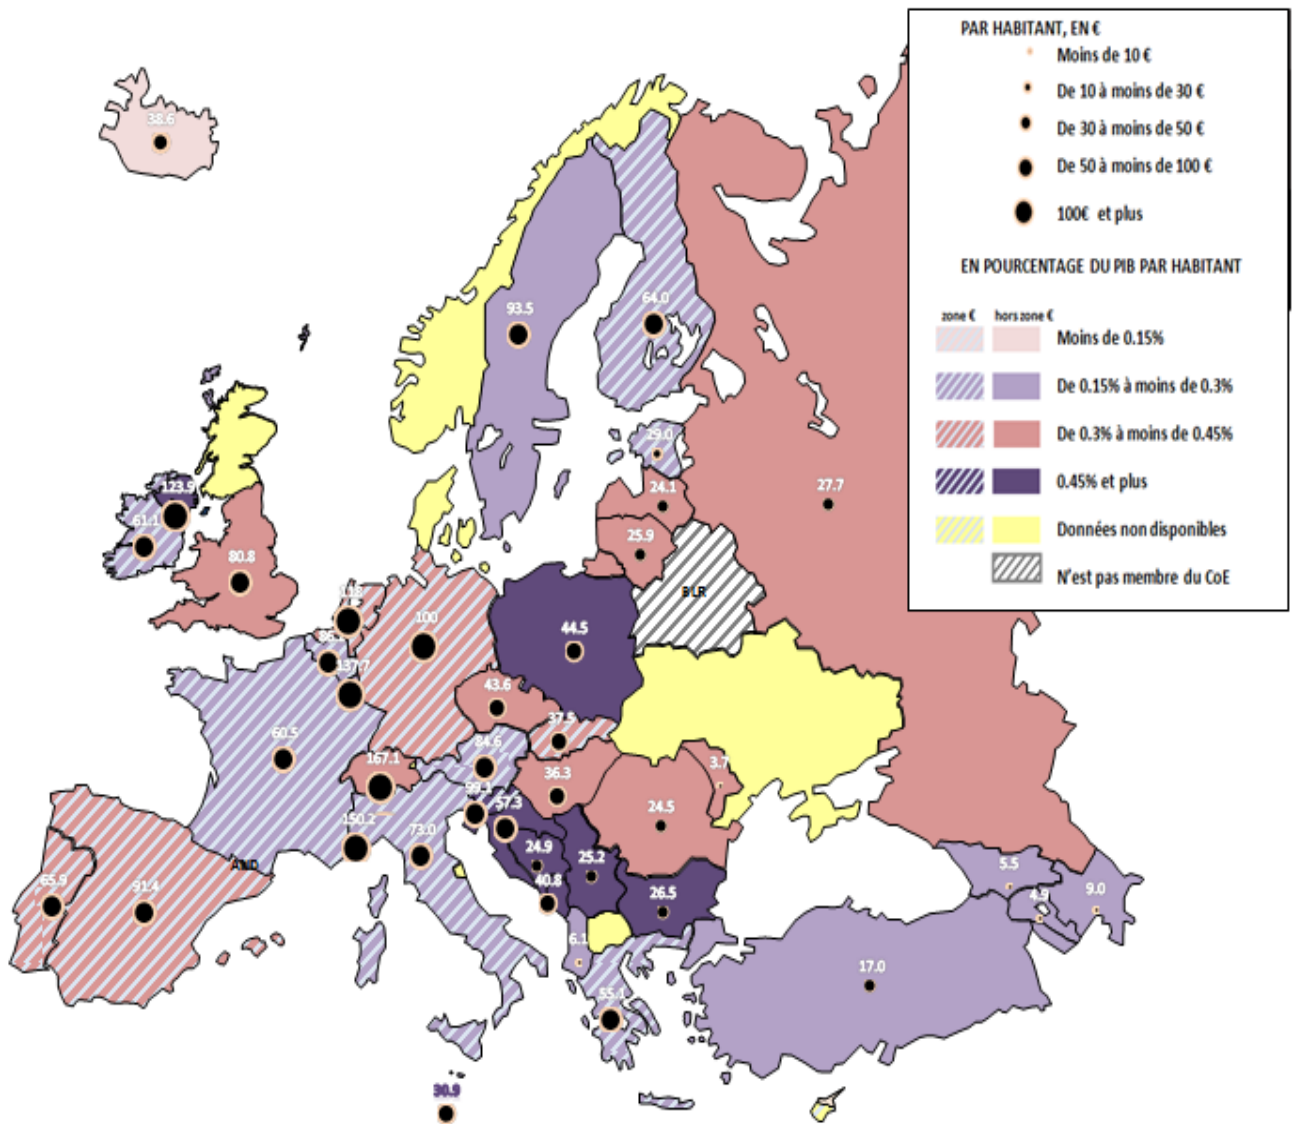 PAR HABITANT, EN €
Moins de 10 €
De 10 à moins de 30 €
De 30 à moins de 50 €
De 50 à moins de 100 €
100€ et plus
EN POURCENTAGE DU PIB PAR HABITANT
zone € hors zone €
Moins de 0.15%
De 0.15% à moins de 0.3%
De 0.3% à moins de 0.45%
0.45% et plus
Données non disponibles
N'est pas membre du CoE
38.6
93.5
64.0
29.0
24.1
27.7
123.9
61.1
25.9
80.8
118
BLR
100
44.5
137.7
43.6
37.5
60.5
84.6
167.1
3.7
36.3
57.3
24.5
150.2
73.0
24.9
25.2
AND
5.5
65.9
91.4
40.8
26.5
4.9
9.0
6.1
17.0
55.1
30.9